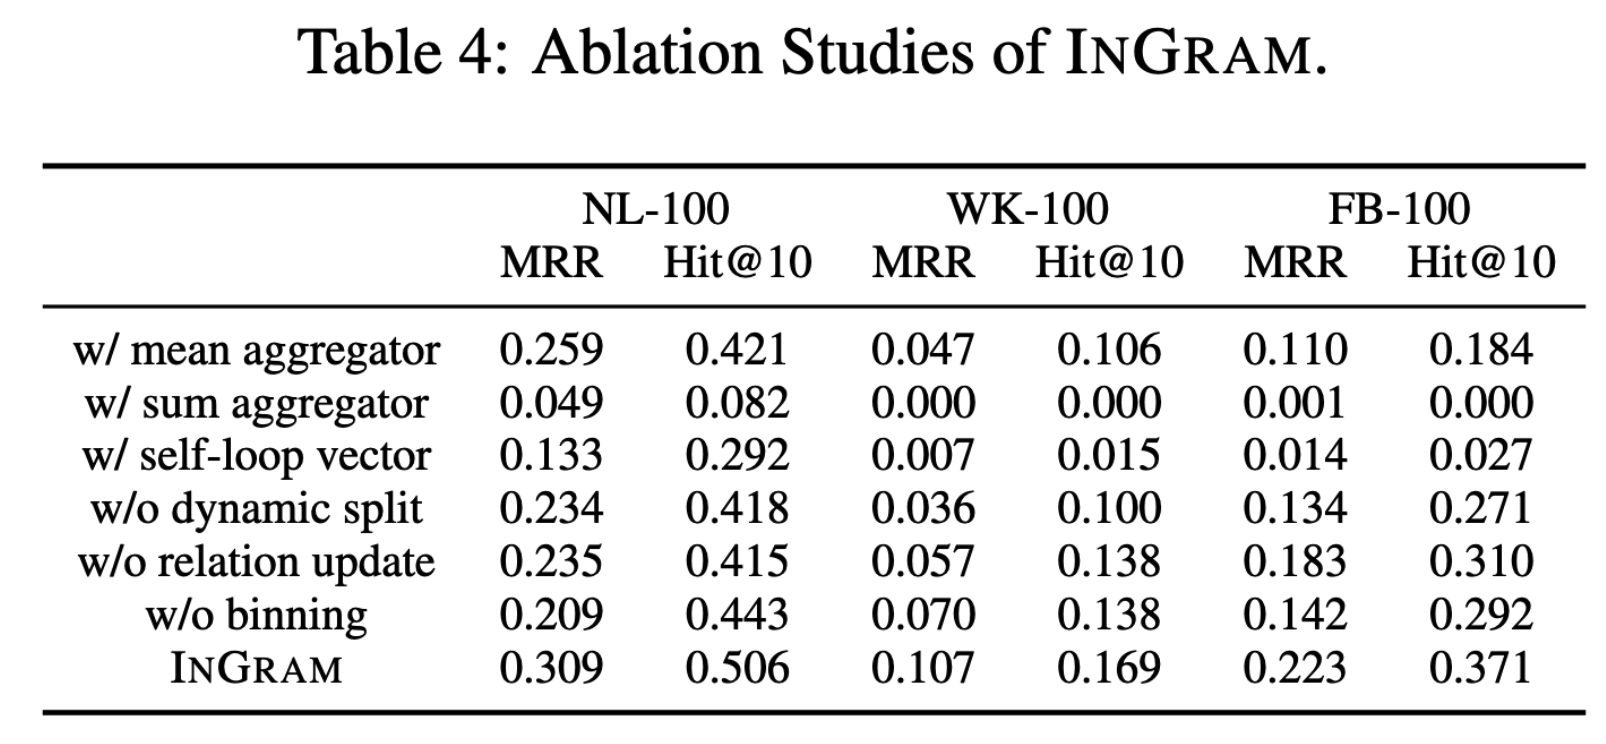 Table 4: Ablation Studies of INGRAM.
NL-100 WK-100 FB-100
MRR Hit@10 MRR Hit@10 MRR Hit@10
w/ mean aggregator 0.259 0.421 0.047 0.106 0.110 0.184
w/ sum aggregator 0.049 0.082 0.000 0.000 0.001 0.000
w/ self-loop vector 0.133 0.292 0.007 0.015 0.014 0.027
w/o dynamic split 0.234 0.418 0.036 0.100 0.134 0.271
w/o relation update 0.235 0.415 0.057 0.138 0.183 0.310
w/o binning 0.209 0.443 0.070 0.138 0.142 0.292
INGRAM 0.309 0.506 0.107 0.169 0.223 0.371